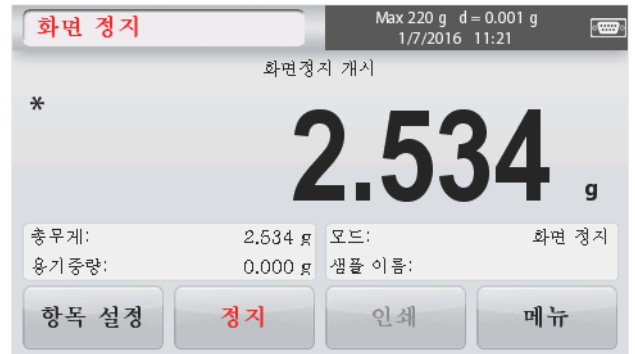 화면 정지
Max 220 g d = 0.001 g
1/7/2016 11:21
화면정지 개시
*
2.534 g
총무게: 2.534 g
용기중량: 0.000 g
모드: 화면 정지
샘플 이름:
항목 설정
정지
인쇄
메뉴